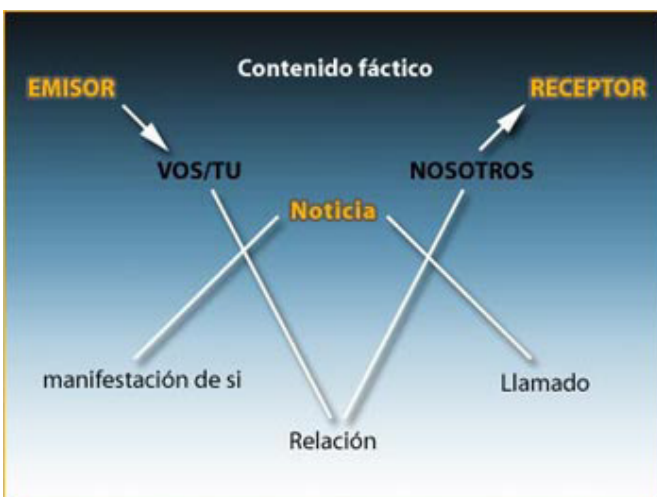 Contenido fáctico
EMISOR
RECEPTOR
VOS/TU
NOSOTROS
Noticia
manifestación de si
Llamado
Relación